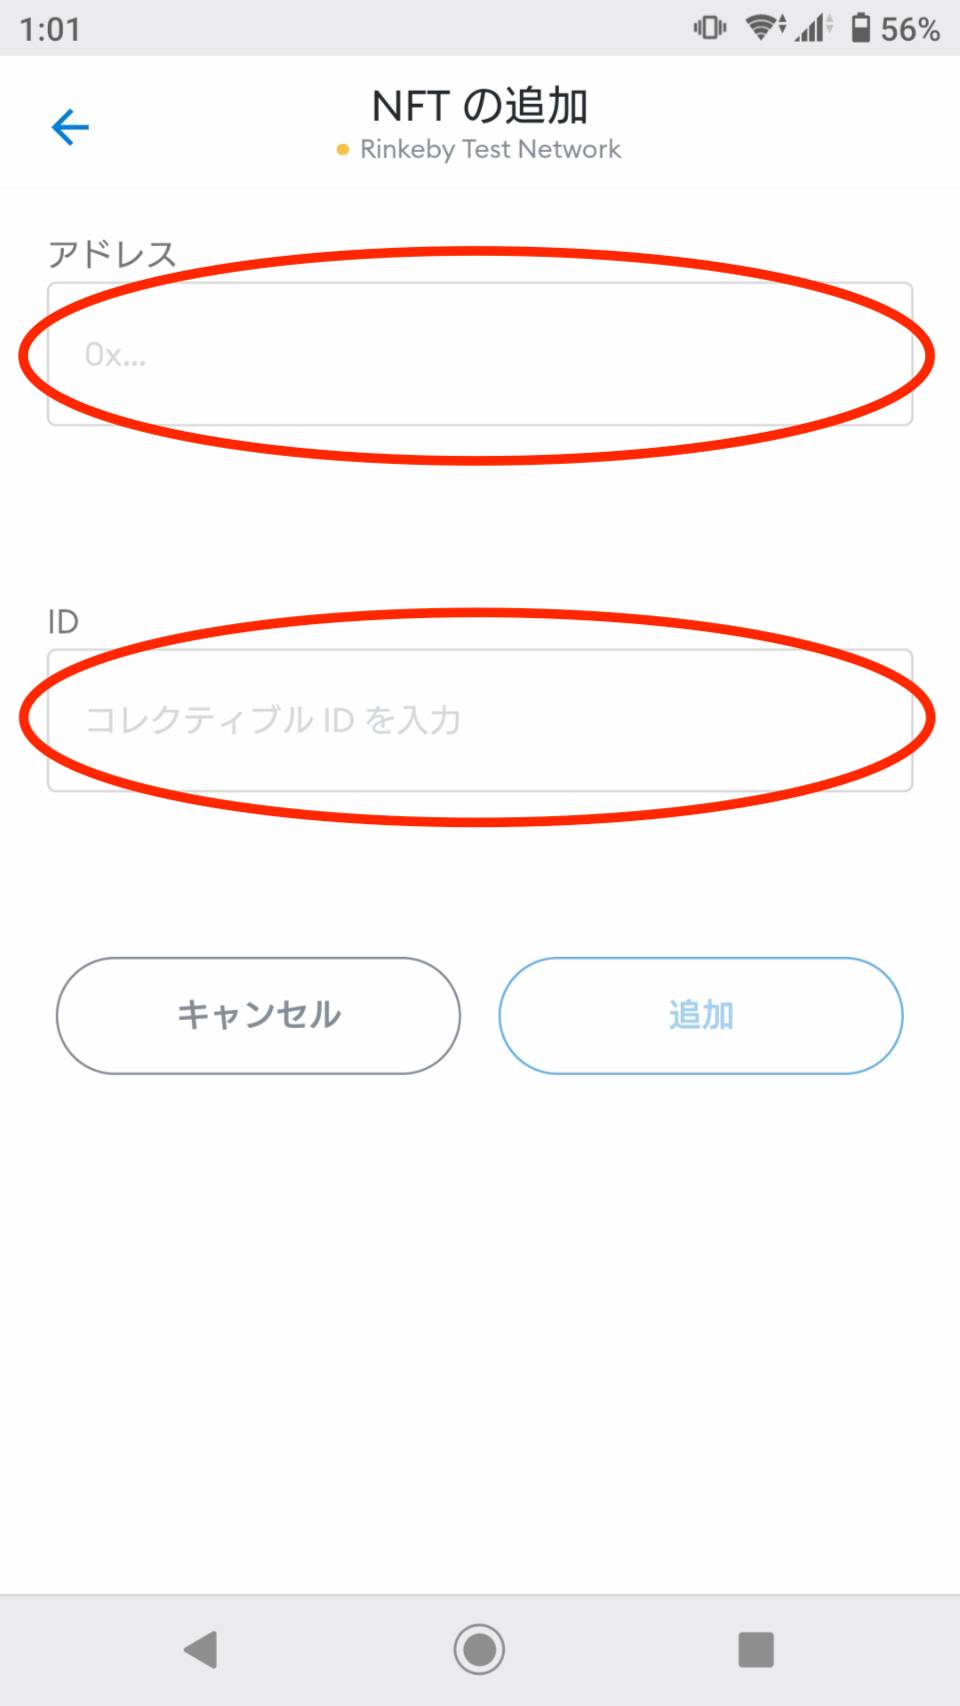 1:01
56%
NFT の追加
Rinkeby Test Network
アドレス
0x...
ID
コレクティブル ID を入力
キャンセル
追加